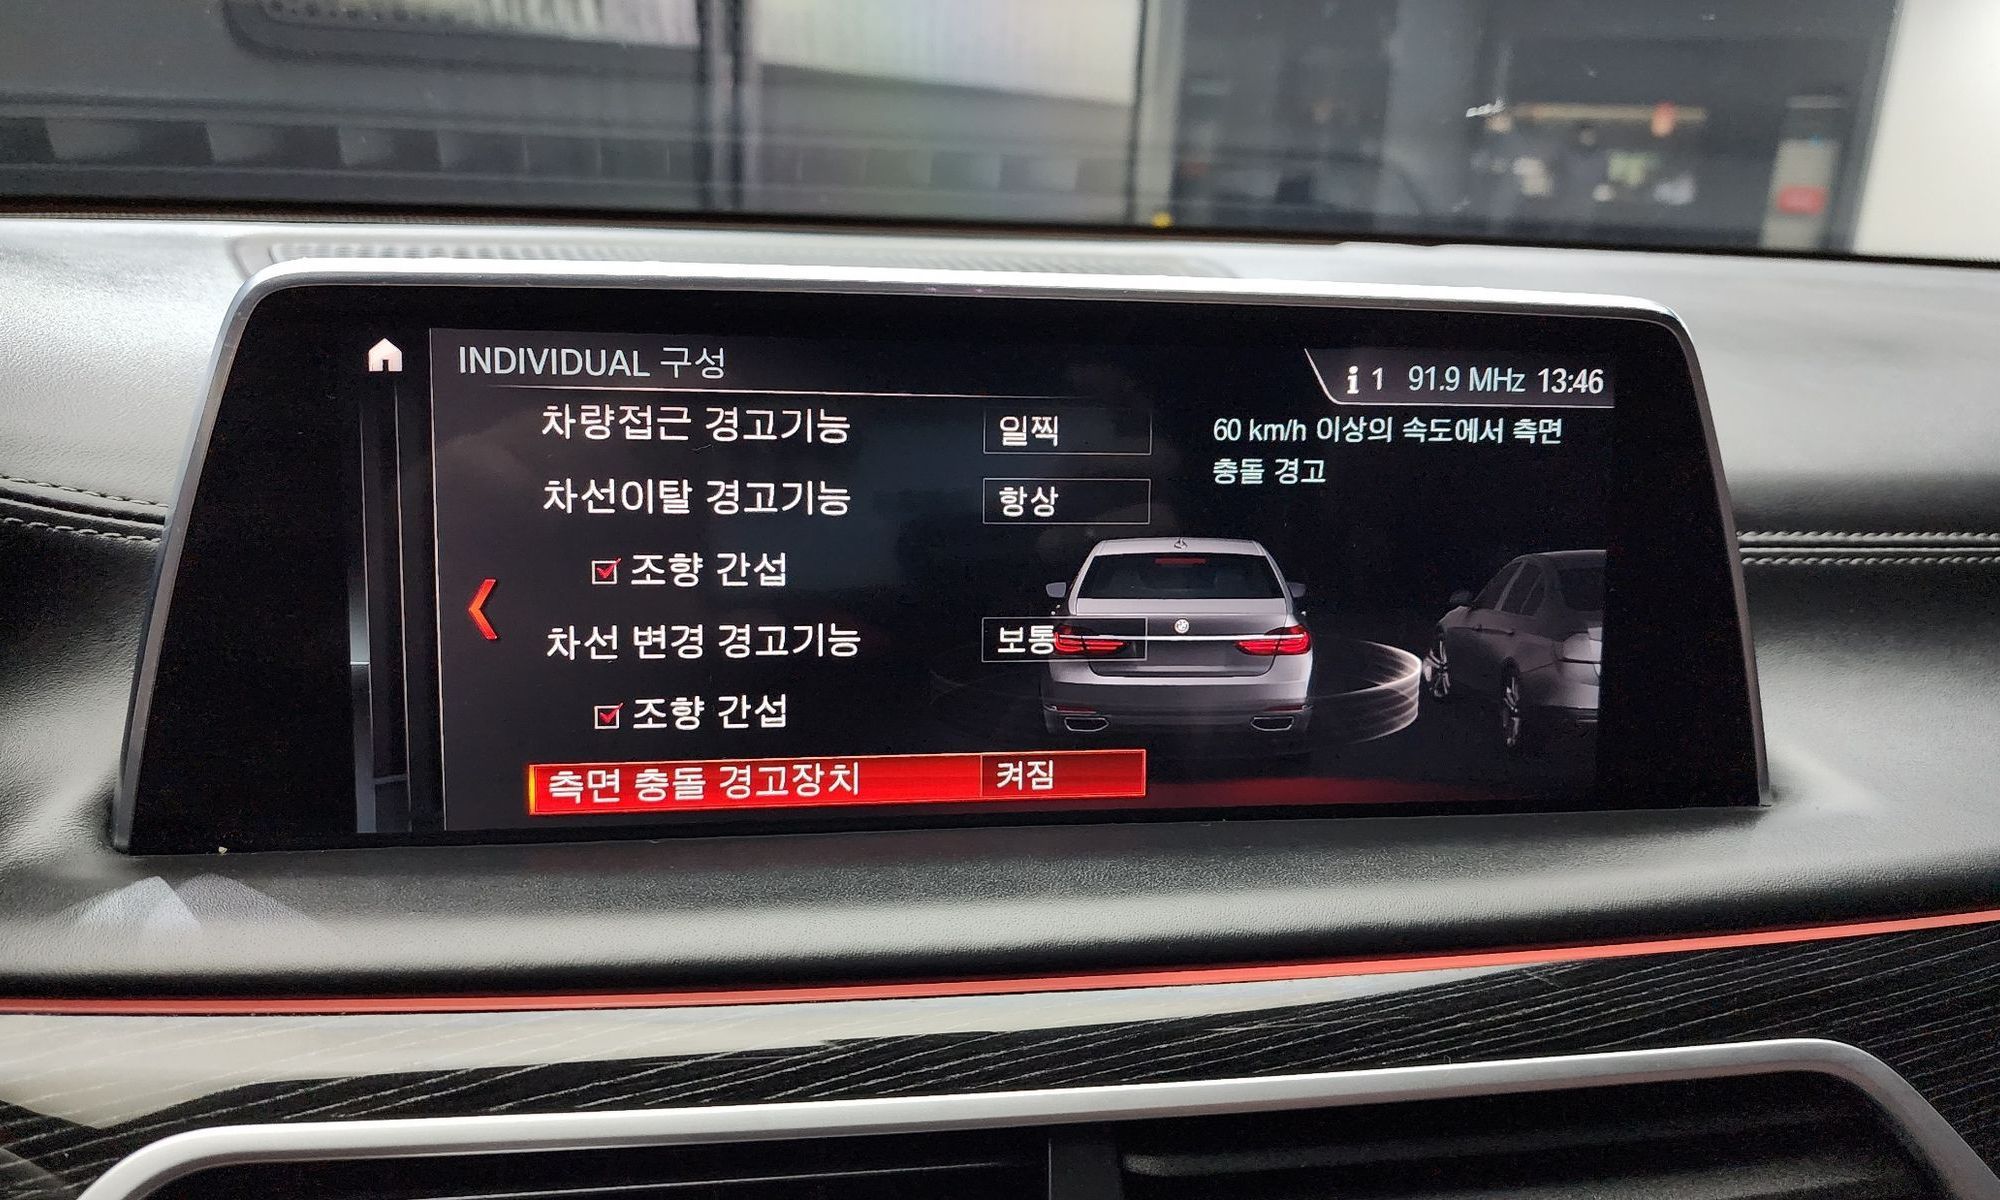 INDIVIDUAL 구성
i 1 91.9 MHz 13:46
차량접근 경고기능 일찍
차선이탈 경고기능 항상
조향 간섭
차선 변경 경고기능 보통
조향 간섭
측면 충돌 경고장치 켜짐
60 km/h 이상의 속도에서 측면
충돌 경고